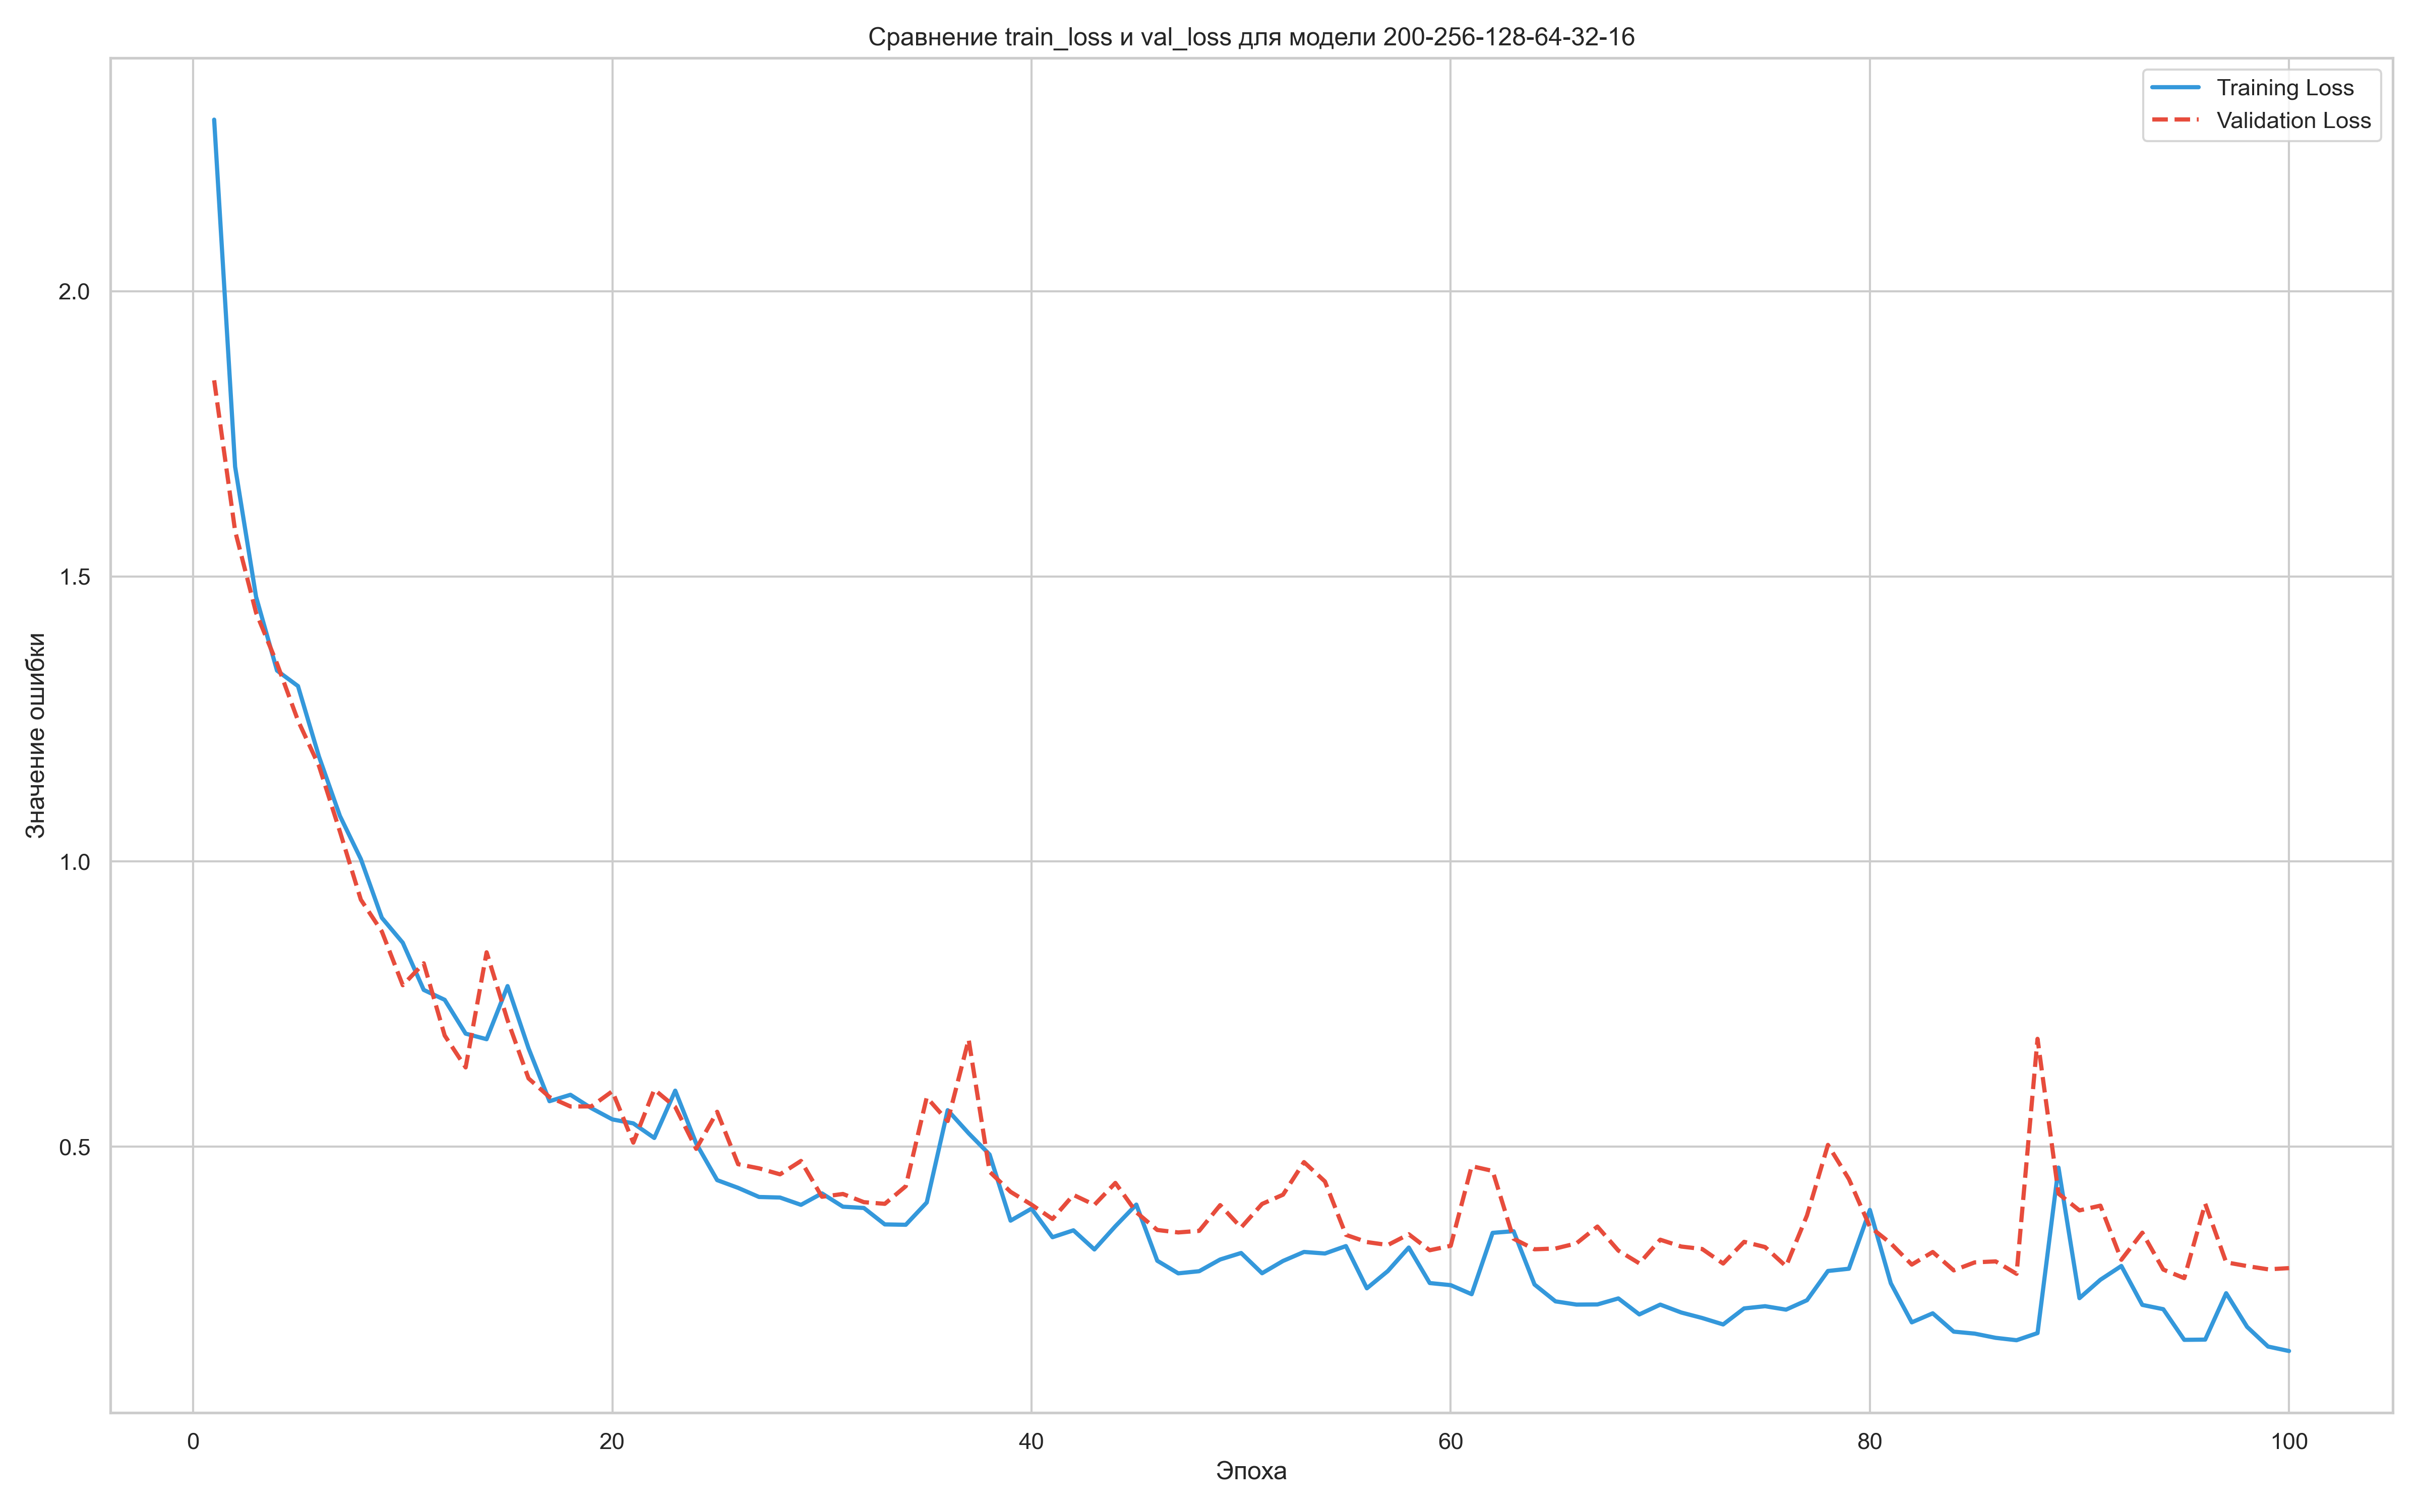 Сравнение train_loss и val_loss для модели 200-256-128-64-32-16
Training Loss
Validation Loss
Значение ошибки
2.0
1.5
1.0
0.5
0 20 40 60 80 100
Эпоха